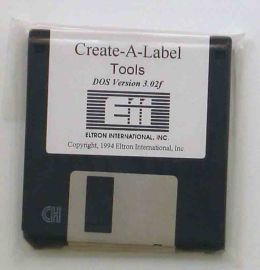 Create-A-Label
Tools
DOS Version 3.02f
ELTRON INTERNATIONAL, INC.
Copyright, 1994 Eltron International, Inc.